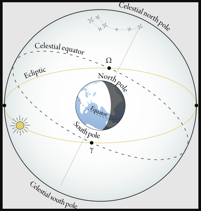 Celestial north pole
Celestial equator
Ecliptic
Ω
North pole
Equator
South pole
♈
Celestial south pole